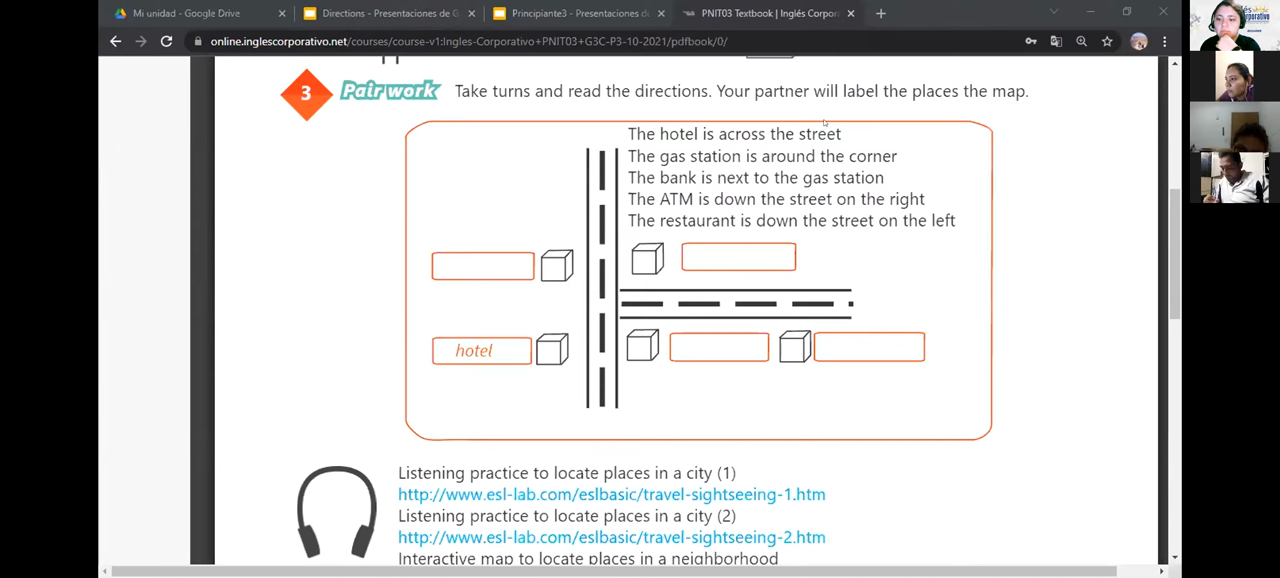 Mi unidad - Google Drive
Directions - Presentaciones de G
Principiante3 - Presentaciones de
PNIT03 Textbook | Inglés Corpor
online.inglescorporativo.net/courses/course-v1:Ingles-Corporativo+PNIT03+G3C-P3-10-2021/pdfbook/0/
3 Pair work Take turns and read the directions. Your partner will label the places the map.
The hotel is across the street
The gas station is around the corner
The bank is next to the gas station
The ATM is down the street on the right
The restaurant is down the street on the left
hotel
Listening practice to locate places in a city (1)
http://www.esl-lab.com/eslbasic/travel-sightseeing-1.htm
Listening practice to locate places in a city (2)
http://www.esl-lab.com/eslbasic/travel-sightseeing-2.htm
Interactive map to locate places in a neighborhood